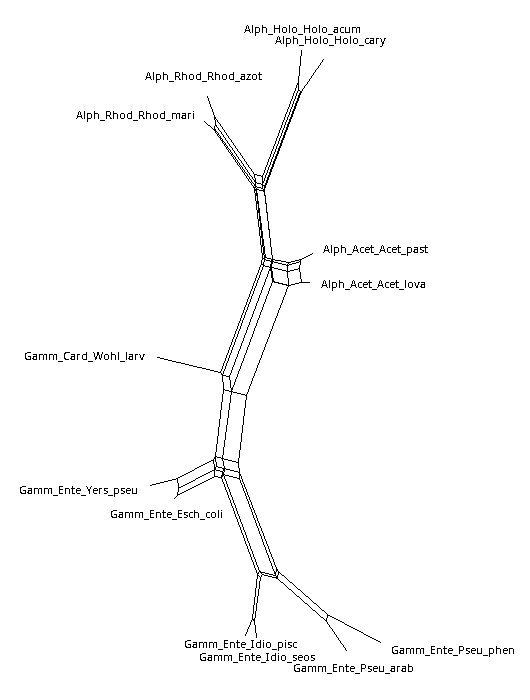 Alph_Holo_Holo_acum
Alph_Holo_Holo_cary
Alph_Rhod_Rhod_azot
Alph_Rhod_Rhod_mari
Alph_Acet_Acet_past
Alph_Acet_Acet_lova
Gamm_Card_Wohl_larv
Gamm_Ente_Yers_pseu
Gamm_Ente_Esch_coli
Gamm_Ente_Idio_pisc
Gamm_Ente_Pseu_phen
Gamm_Ente_Idio_seos
Gamm_Ente_Pseu_arab